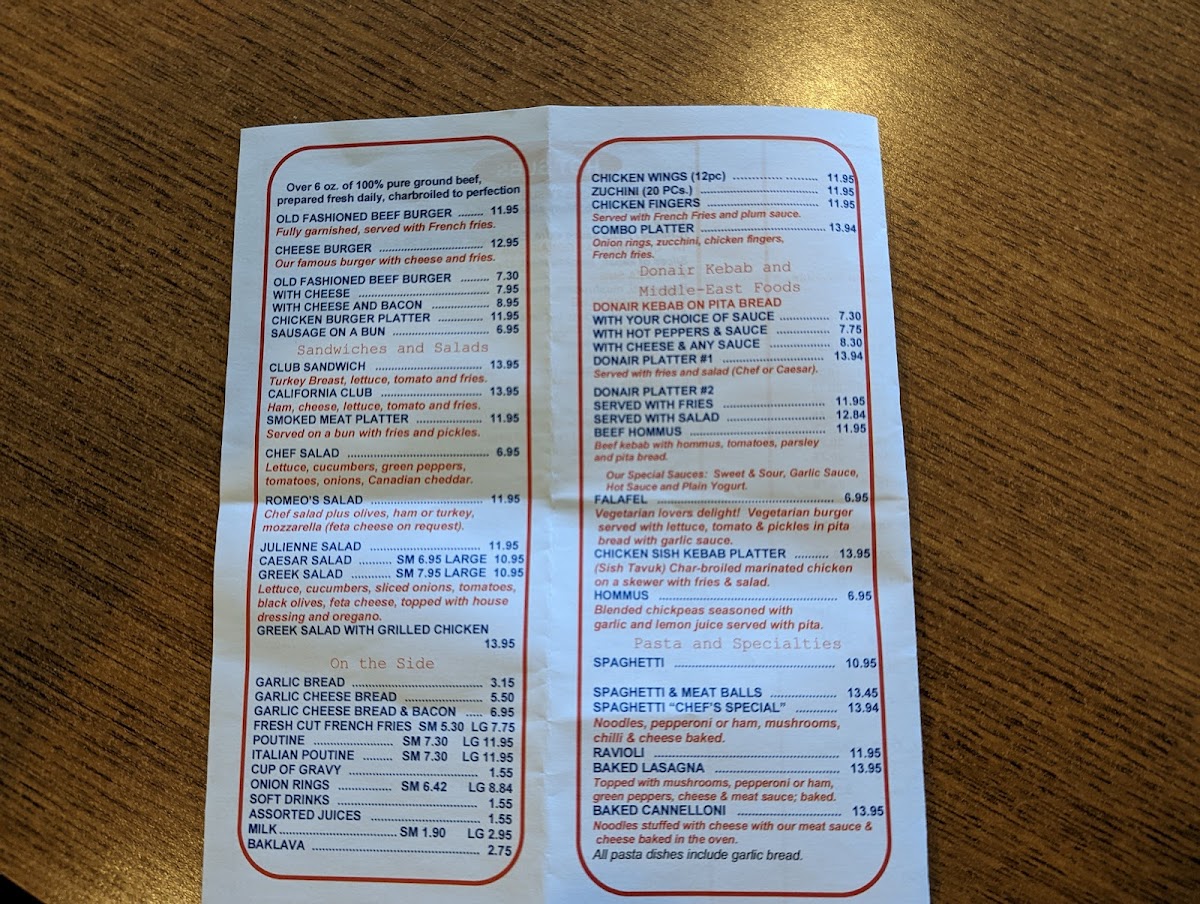 Over 6 oz. of 100% pure ground beef,
prepared fresh daily, charbroiled to perfection
OLD FASHIONED BEEF BURGER ........ 11.95
Fully garnished, served with French fries.
CHEESE BURGER ................................ 12.95
Our famous burger with cheese and fries.
OLD FASHIONED BEEF BURGER ......... 7.30
WITH CHEESE ........................................ 7.95
WITH CHEESE AND BACON .................. 8.95
CHICKEN BURGER PLATTER ................ 11.95
SAUSAGE ON A BUN .............................. 6.95
Sandwiches and Salads
CLUB SANDWICH ................................. 13.95
Turkey Breast, lettuce, tomato and fries.
CALIFORNIA CLUB ................................ 13.95
Ham, cheese, lettuce, tomato and fries.
SMOKED MEAT PLATTER ..................... 11.95
Served on a bun with fries and pickles.
CHEF SALAD .......................................... 6.95
Lettuce, cucumbers, green peppers,
tomatoes, onions, Canadian cheddar.
ROMEO'S SALAD .................................. 11.95
Chef salad plus olives, ham or turkey,
mozzarella (feta cheese on request).
JULIENNE SALAD .................................. 11.95
CAESAR SALAD .......... SM 6.95 LARGE 10.95
GREEK SALAD .......... SM 7.95 LARGE 10.95
Lettuce, cucumbers, sliced onions, tomatoes,
black olives, feta cheese, topped with house
dressing and oregano.
GREEK SALAD WITH GRILLED CHICKEN
13.95
On the Side
GARLIC BREAD ........................................ 3.15
GARLIC CHEESE BREAD ......................... 5.50
GARLIC CHEESE BREAD & BACON ..... 6.95
FRESH CUT FRENCH FRIES SM 5.30 LG 7.75
POUTINE ........................ SM 7.30 LG 11.95
ITALIAN POUTINE ......... SM 7.30 LG 11.95
CUP OF GRAVY ....................................... 1.55
ONION RINGS ................ SM 6.42 LG 8.84
SOFT DRINKS .......................................... 1.55
ASSORTED JUICES ................................. 1.55
MILK.................................... SM 1.90 LG 2.95
BAKLAVA .................................................. 2.75
CHICKEN WINGS (12pc) .............. ......... 11.95
ZUCHINI (20 PCs.) ................................... 11.95
CHICKEN FINGERS ................................. 11.95
Served with French Fries and plum sauce.
COMBO PLATTER ................................... 13.94
Onion rings, zucchini, chicken fingers,
French fries.
Donair Kebab and
Middle-East Foods
DONAIR KEBAB ON PITA BREAD
WITH YOUR CHOICE OF SAUCE .............. 7.30
WITH HOT PEPPERS & SAUCE ............... 7.75
WITH CHEESE & ANY SAUCE .................. 8.30
DONAIR PLATTER #1 ............................... 13.94
Served with fries and salad (Chef or Caesar).
DONAIR PLATTER #2
SERVED WITH FRIES ............................... 11.95
SERVED WITH SALAD .............................. 12.84
BEEF HOMMUS ........................................ 11.95
Beef kebab with hommus, tomatoes, parsley
and pita bread.
Our Special Sauces: Sweet & Sour, Garlic Sauce,
Hot Sauce and Plain Yogurt.
FALAFEL ................................................... 6.95
Vegetarian lovers delight! Vegetarian burger
served with lettuce, tomato & pickles in pita
bread with garlic sauce.
CHICKEN SISH KEBAB PLATTER .......... 13.95
(Sish Tavuk) Char-broiled marinated chicken
on a skewer with fries & salad.
HOMMUS ................................................... 6.95
Blended chickpeas seasoned with
garlic and lemon juice served with pita.
Pasta and Specialties
SPAGHETTI .............................................. 10.95
SPAGHETTI & MEAT BALLS ................... 13.45
SPAGHETTI “CHEF’S SPECIAL” ............ 13.94
Noodles, pepperoni or ham, mushrooms,
chilli & cheese baked.
RAVIOLI .................................................... 11.95
BAKED LASAGNA .................................... 13.95
Topped with mushrooms, pepperoni or ham,
green peppers, cheese & meat sauce; baked.
BAKED CANNELLONI .............................. 13.95
Noodles stuffed with cheese with our meat sauce &
cheese baked in the oven.
All pasta dishes include garlic bread.